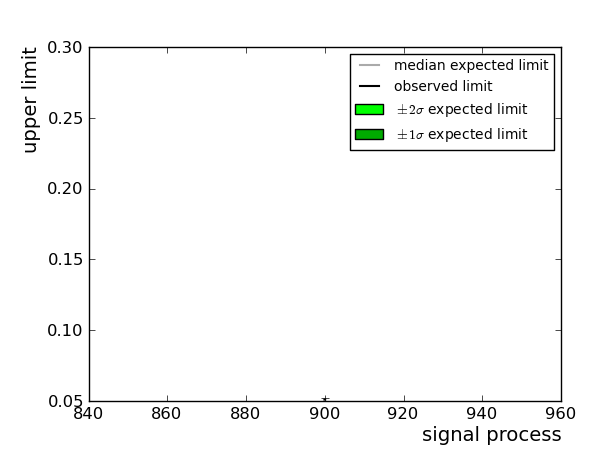 0.30
0.25
0.20
0.15
0.10
0.05
upper limit
median expected limit
observed limit
±2σ expected limit
±1σ expected limit
840 860 880 900 920 940 960
signal process